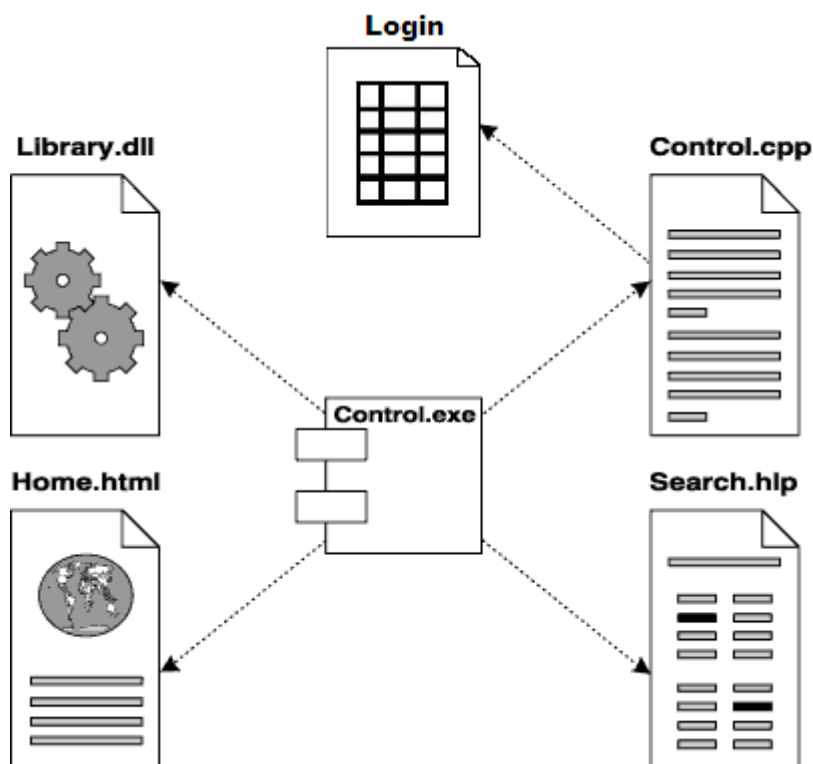 Login
Library.dll
Control.cpp
Control.exe
Home.html
Search.hlp